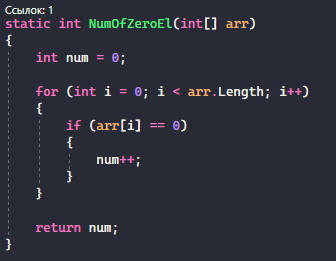 Ссылок: 1
static int NumOfZeroEl(int[] arr)
{
    int num = 0;

    for (int i = 0; i < arr.Length; i++)
    {
        if (arr[i] == 0)
        {
            num++;
        }
    }

    return num;
}